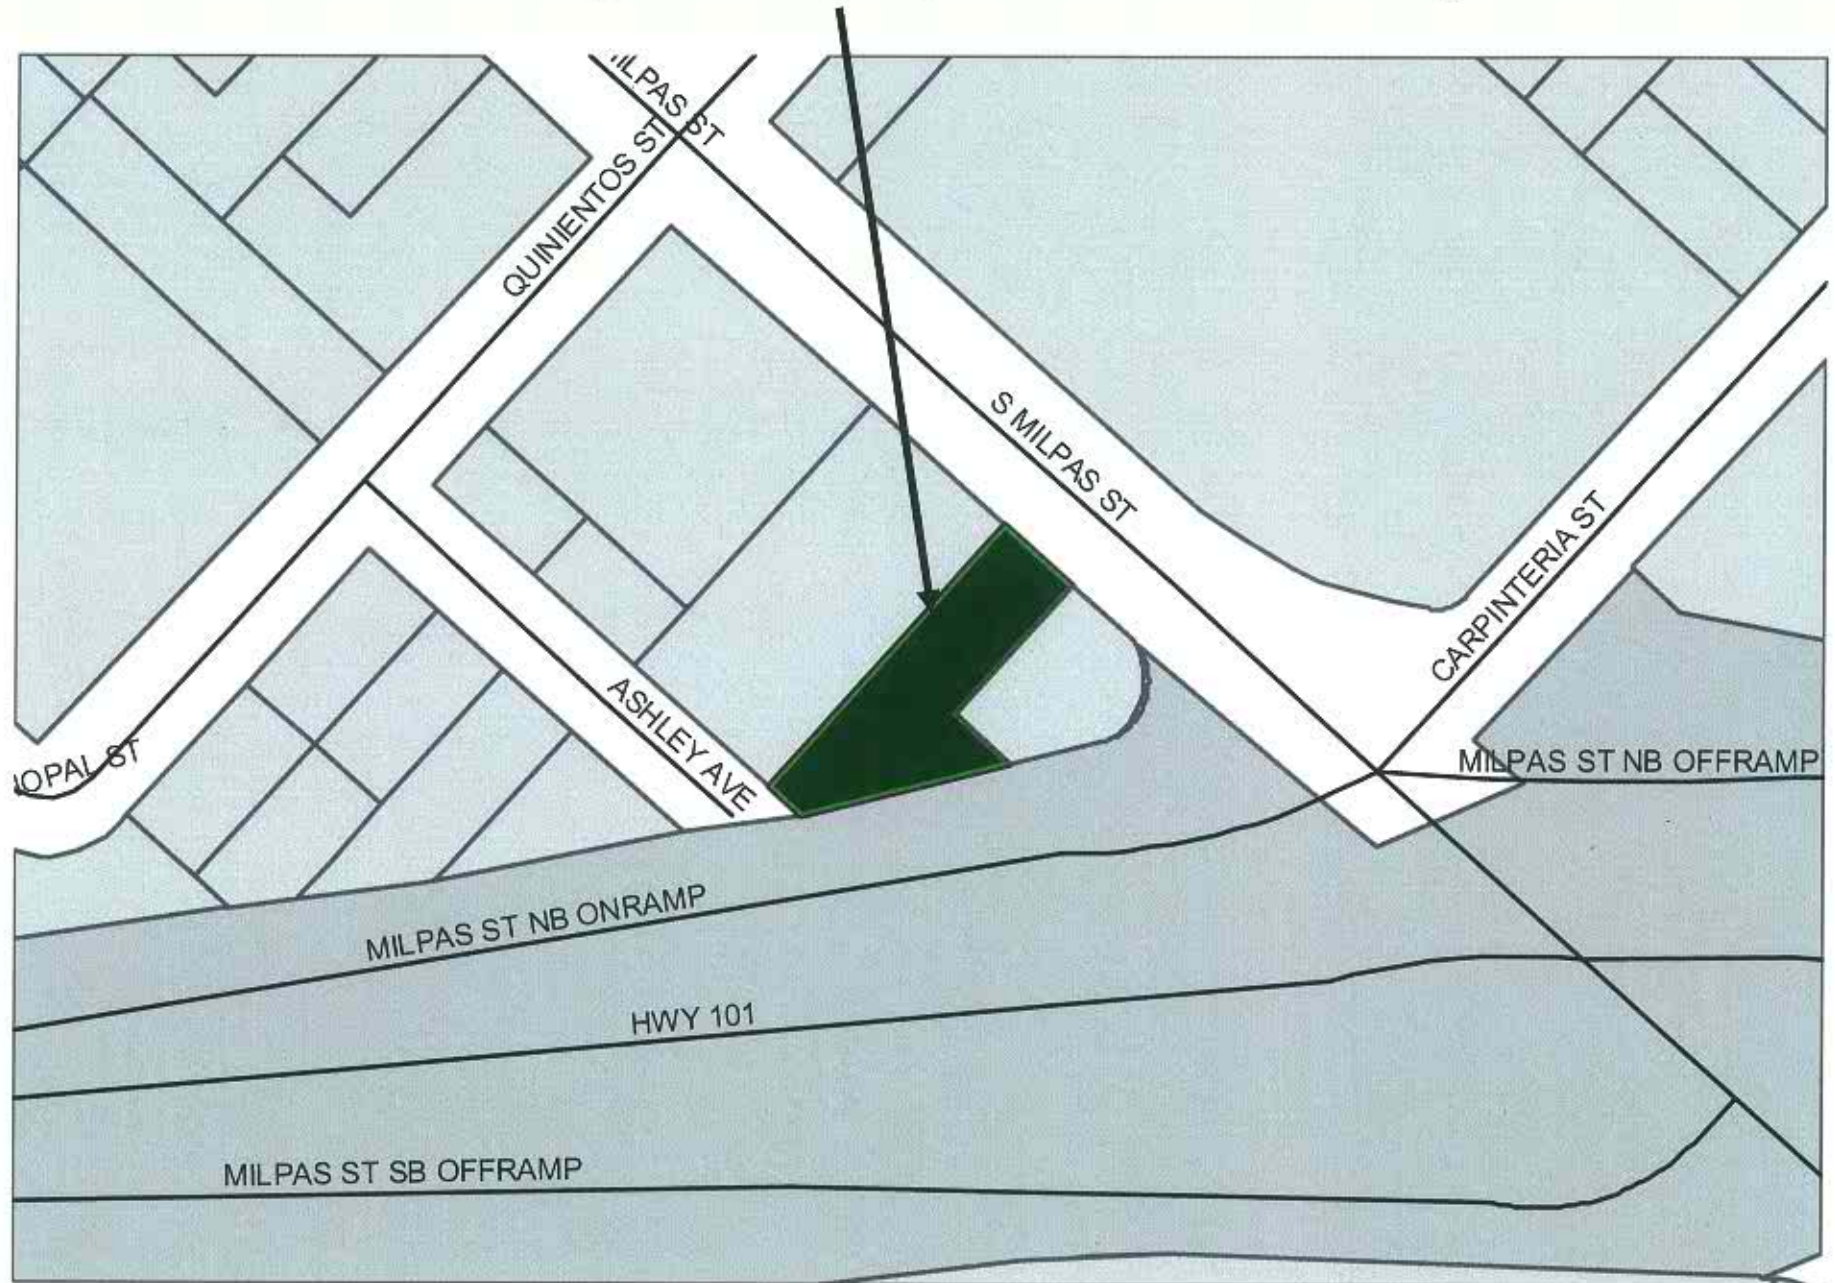 ILPAS ST
QUINIENTOS ST
S MILPAS ST
CARPINTERIA ST
ASHLEY AVE
OPAL ST
MILPAS ST NB OFFRAMP
MILPAS ST NB ONRAMP
HWY 101
MILPAS ST SB OFFRAMP